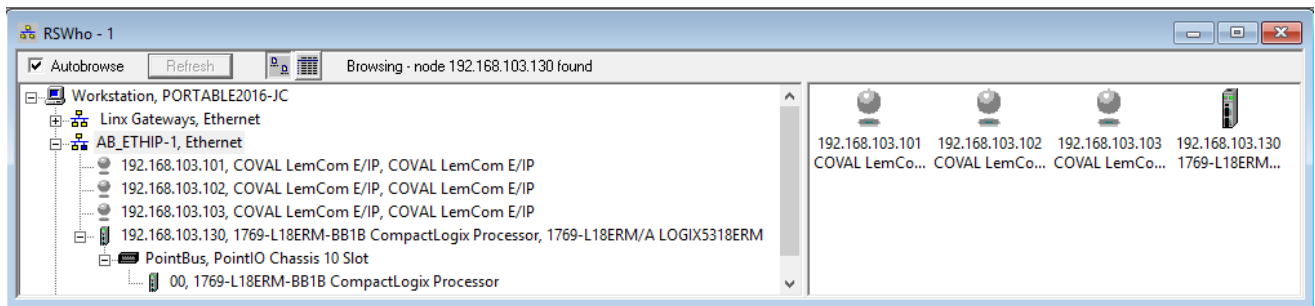 RSWho - 1
Autobrowse Refresh Browsing - node 192.168.103.130 found
Workstation, PORTABLE2016-JC
Linx Gateways, Ethernet
AB_ETHIP-1, Ethernet
192.168.103.101, COVAL LemCom E/IP, COVAL LemCom E/IP
192.168.103.102, COVAL LemCom E/IP, COVAL LemCom E/IP
192.168.103.103, COVAL LemCom E/IP, COVAL LemCom E/IP
192.168.103.130, 1769-L18ERM-BB1B CompactLogix Processor, 1769-L18ERM/A LOGIX5318ERM
PointBus, PointIO Chassis 10 Slot
00, 1769-L18ERM-BB1B CompactLogix Processor
192.168.103.101 192.168.103.102 192.168.103.103 192.168.103.130
COVAL LemCo... COVAL LemCo... COVAL LemCo... 1769-L18ERM...